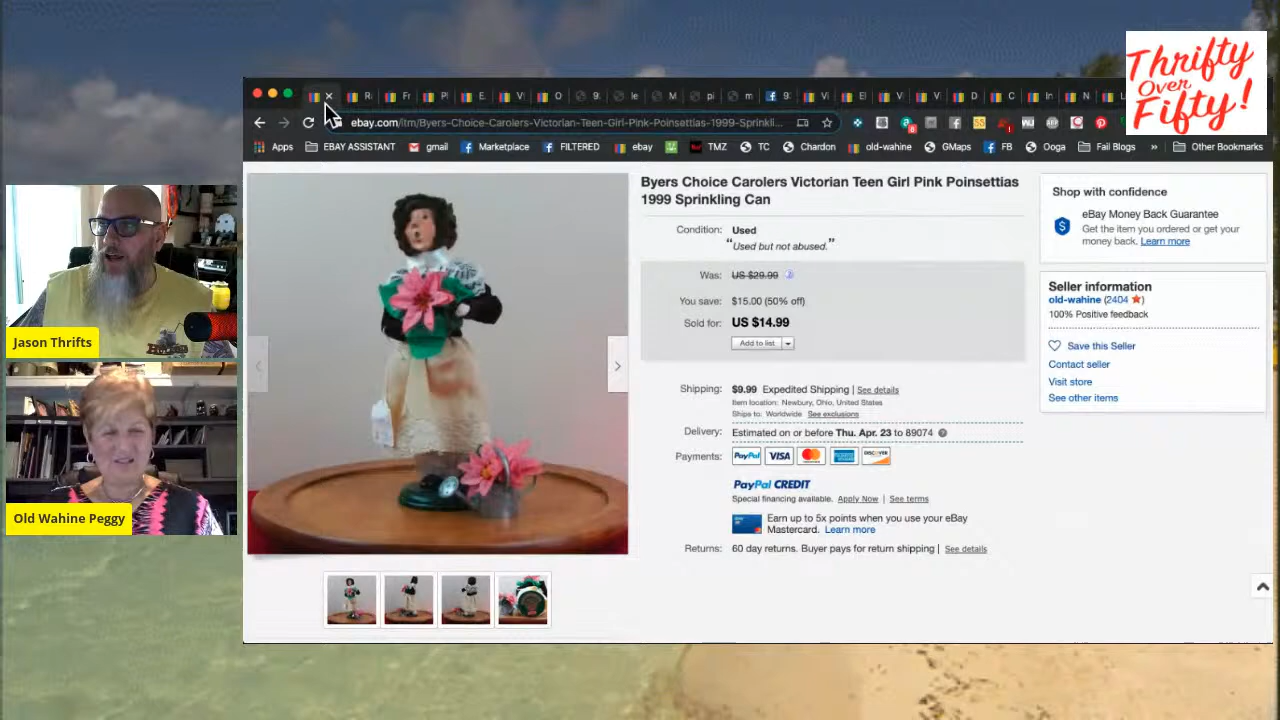 Thrifty
Over
Fifty!
ebay.com/itm/Byers-Choice-Carolers-Victorian-Teen-Girl-Pink-Poinsettias-1999-Sprinkli...
Apps EBAY ASSISTANT gmail Marketplace FILTERED ebay TMZ TC Chardon old-wahine GMaps FB Ooga Fail Blogs » Other Bookmarks
Byers Choice Carolers Victorian Teen Girl Pink Poinsettias
1999 Sprinkling Can
Condition: Used
“Used but not abused.”
Was: US $29.99
You save: $15.00 (50% off)
Sold for: US $14.99
Add to list
Shipping: $9.99 Expedited Shipping | See details
Item location: Newbury, Ohio, United States
Ships to: Worldwide See exclusions
Delivery: Estimated on or before Thu. Apr. 23 to 89074
Payments: PayPal VISA MasterCard DISCOVER
PayPal CREDIT
Special financing available. Apply Now | See terms
Earn up to 5x points when you use your eBay
Mastercard. Learn more
Returns: 60 day returns. Buyer pays for return shipping | See details
Shop with confidence
eBay Money Back Guarantee
Get the item you ordered or get your
money back. Learn more
Seller information
old-wahine (2404)
100% Positive feedback
Save this Seller
Contact seller
Visit store
See other items
Jason Thrifts
Old Wahine Peggy